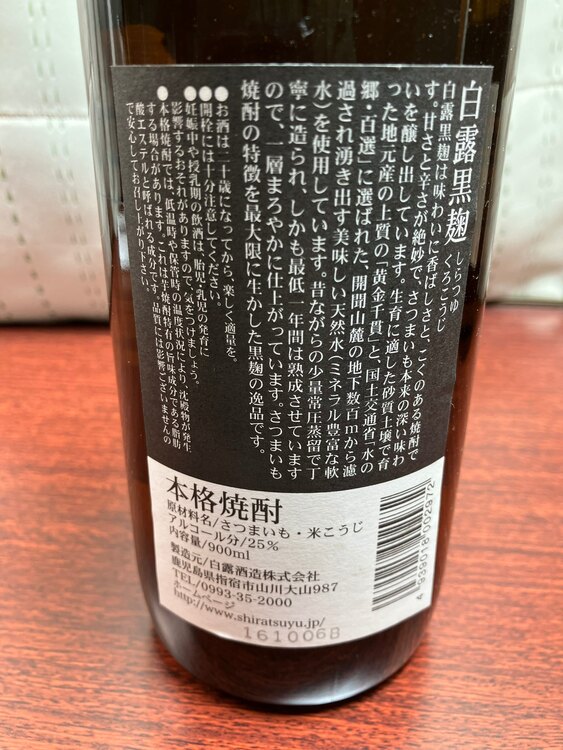 白露黒麹
しらつゆ
くろこうじ
白露黒麹は味わいに香ばしさと、こくのある焼酎で
す。甘さと辛さが絶妙で、さつまいも本来の深い味わ
いを醸し出しています。生育に適した砂質土壌で育
った地元産の上質の「黄金千貫」と、国土交通省「水の
郷・百選」に選ばれた、開聞山麓の地下数百mから濾
過され湧き出す美味しい天然水(ミネラル豊富な軟
水)を使用しています。昔ながらの少量常圧蒸留で丁
寧に造られ、しかも最低一年間は熟成させています
ので、一層まろやかに仕上がっています。さつまいも
焼酎の特徴を最大限に生かした黒麹の逸品です。
●お酒は二十歳になってから、楽しく適量を。
●開栓には十分注意してください。
●妊娠中や授乳期の飲酒は、胎児・乳児の発育に
影響するおそれがありますので、気をつけましょう。
●本格焼酎では、低温時や保管時の温度状況により、沈殿物が発生
する場合があります。これは芋焼酎特有の旨味成分である脂肪
酸エステルと呼ばれる成分です。品質には影響ございませんの
で安心してお召し上がり下さい。
本格焼酎
原材料名/さつまいも・米こうじ
アルコール分/25%
内容量/900ml
製造元/白露酒造株式会社
鹿児島県指宿市山川大山987
TEL/0993-35-2000
ホームページ
http://www.shiratsuyu.jp/
161006B
4 939018 002972